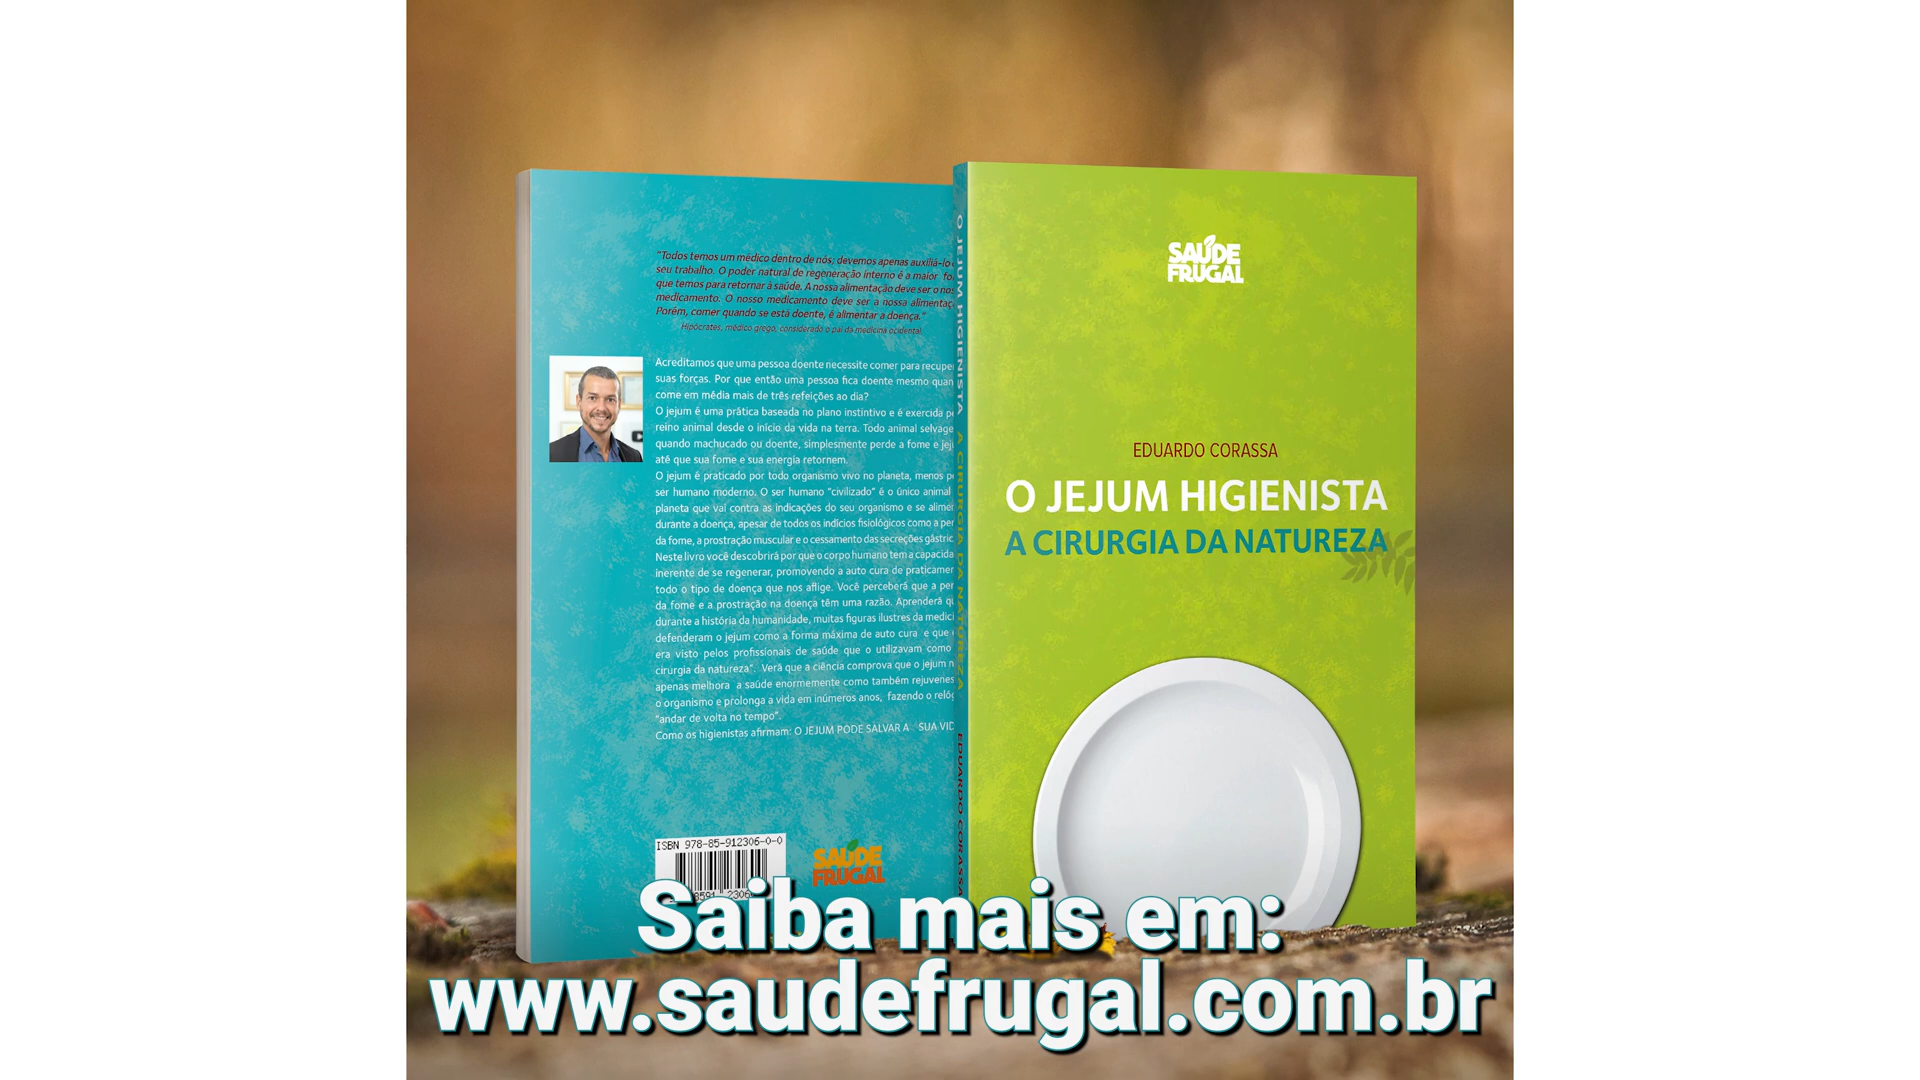 "Todos temos um médico dentro de nós; devemos apenas auxiliá-lo
seu trabalho. O poder natural de regeneração interno é a maior
que temos para retornar à saúde. A nossa alimentação deve ser o
medicamento. O nosso medicamento deve ser a nossa
Porém, comer quando se está doente, é alimentar a doença."
Hipócrates, médico grego, considerado o pai da medicina ocidental.
Acreditamos que uma pessoa doente necessite comer para
suas forças. Por que então uma pessoa fica doente mesmo
come em média mais de três refeições ao dia?
O jejum é uma prática baseada no plano instintivo e é exercida
reino animal desde o início da vida na terra. Todo animal
quando machucado ou doente, simplesmente perde a fome e
até que sua fome e sua energia retornem.
O jejum é praticado por todo organismo vivo no planeta, menos
ser humano moderno. O ser humano "civilizado" é o único animal
planeta que vai contra as indicações do seu organismo e se
durante a doença, apesar de todos os indícios fisiológicos como a
da fome, a prostração muscular e o cessamento das secreções
Neste livro você descobrirá por que o corpo humano tem a
inerente de se regenerar, promovendo a auto cura de
todo o tipo de doença que nos aflige. Você perceberá que a
da fome e a prostração na doença têm uma razão. Aprenderá
durante a história da humanidade, muitas figuras ilustres da
defenderam o jejum como a forma máxima de auto cura e que
era visto pelos profissionais de saúde que o utilizavam como
cirurgia da natureza". Verá que a ciência comprova que o jejum
apenas melhora a saúde enormemente como também
o organismo e prolonga a vida em inúmeros anos, fazendo o
"andar de volta no tempo".
Como os higienistas afirmam: O JEJUM PODE SALVAR A SUA
ISBN 978-85-912306-0-0
SAÚDE
FRUGAL
O JEJUM HIGIENISTA A CIRURGIA DA NATUREZA EDUARDO CORASSA
SAÚDE
FRUGAL
EDUARDO CORASSA
O JEJUM HIGIENISTA
A CIRURGIA DA NATUREZA
Saiba mais em:
www.saudefrugal.com.br